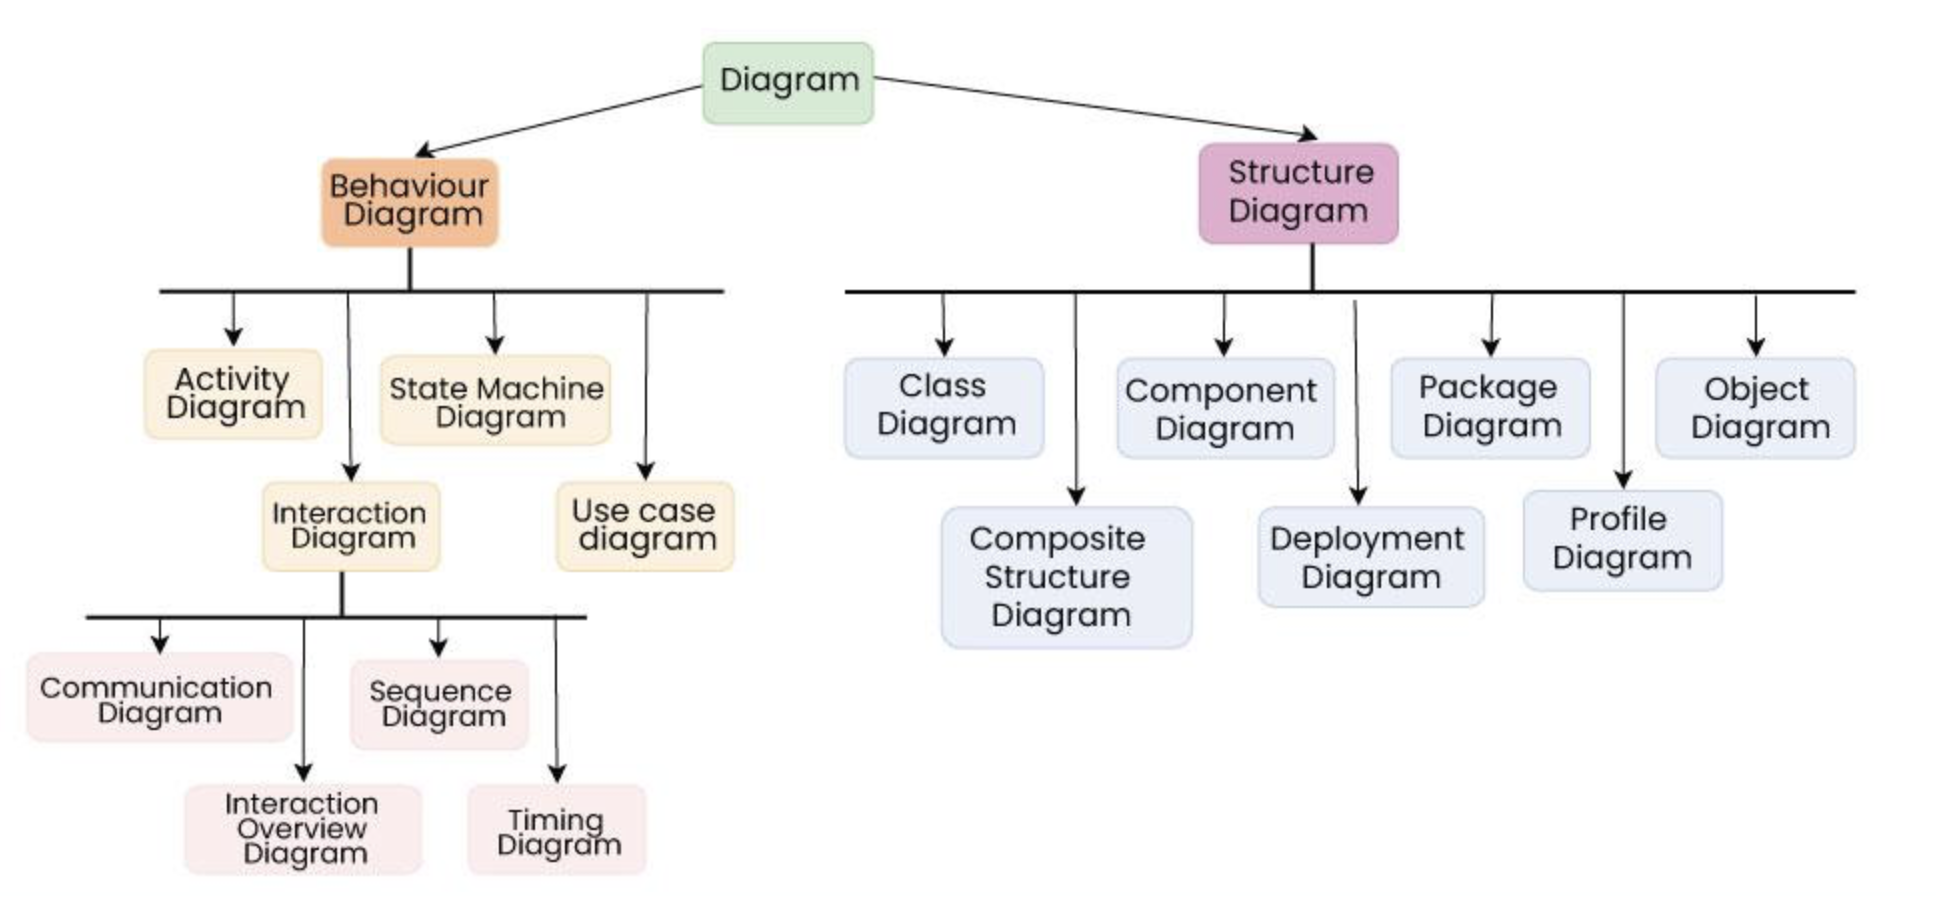 Diagram
Behaviour
Diagram
Structure
Diagram
Activity
Diagram
State Machine
Diagram
Interaction
Diagram
Use case
diagram
Communication
Diagram
Sequence
Diagram
Interaction
Overview
Diagram
Timing
Diagram
Class
Diagram
Component
Diagram
Package
Diagram
Object
Diagram
Composite
Structure
Diagram
Deployment
Diagram
Profile
Diagram